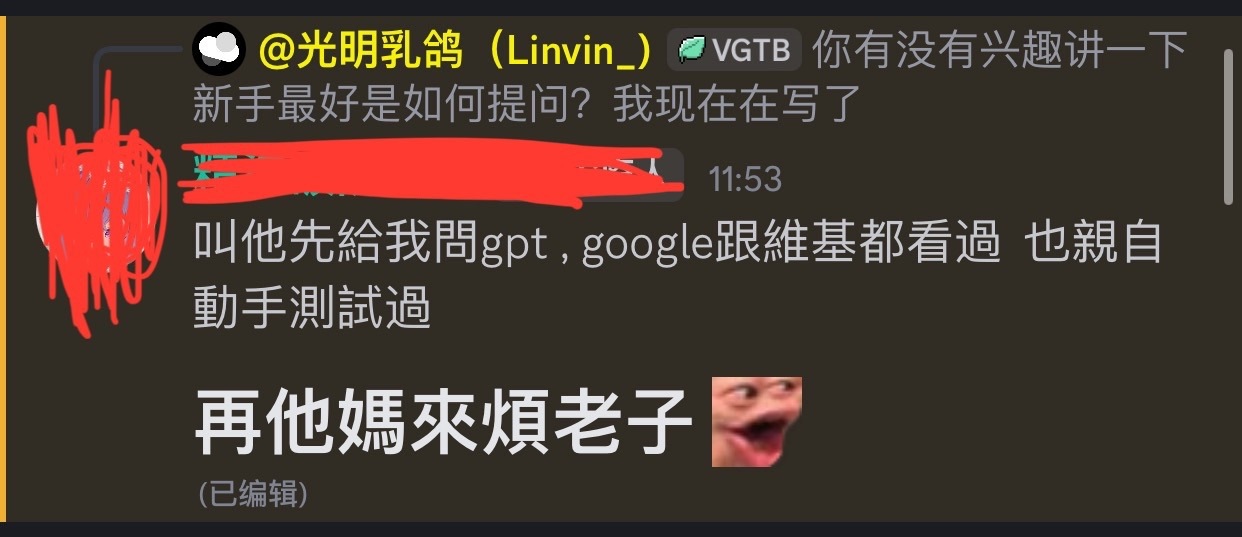 @光明乳鸽（Linvin_） VGTB 你有没有兴趣讲一下
新手最好是如何提问？我现在在写了
11:53
叫他先給我問gpt , google跟維基都看過 也親自
動手測試過
再他媽來煩老子
(已编辑)